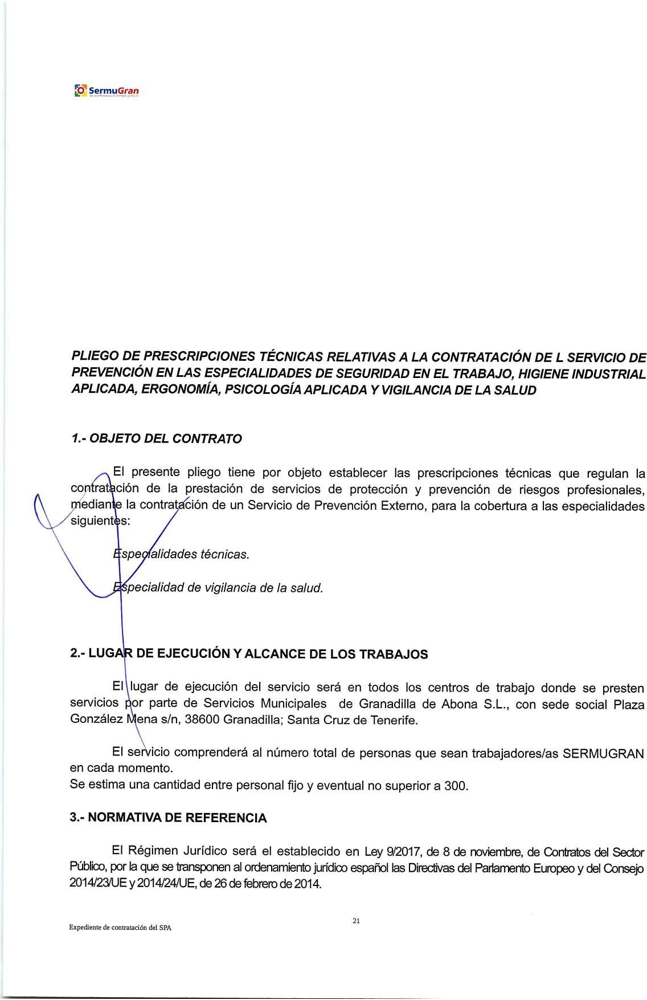 SermuGran
PLIEGO DE PRESCRIPCIONES TÉCNICAS RELATIVAS A LA CONTRATACIÓN DE L SERVICIO DE
PREVENCIÓN EN LAS ESPECIALIDADES DE SEGURIDAD EN EL TRABAJO, HIGIENE INDUSTRIAL
APLICADA, ERGONOMÍA, PSICOLOGÍA APLICADA Y VIGILANCIA DE LA SALUD
1.- OBJETO DEL CONTRATO
El presente pliego tiene por objeto establecer las prescripciones técnicas que regulan la
contratación de la prestación de servicios de protección y prevención de riesgos profesionales,
mediante la contratación de un Servicio de Prevención Externo, para la cobertura a las especialidades
siguientes:
Especialidades técnicas.
Especialidad de vigilancia de la salud.
2.- LUGAR DE EJECUCIÓN Y ALCANCE DE LOS TRABAJOS
El lugar de ejecución del servicio será en todos los centros de trabajo donde se presten
servicios por parte de Servicios Municipales de Granadilla de Abona S.L., con sede social Plaza
González Mena s/n, 38600 Granadilla; Santa Cruz de Tenerife.
El servicio comprenderá al número total de personas que sean trabajadores/as SERMUGRAN
en cada momento.
Se estima una cantidad entre personal fijo y eventual no superior a 300.
3.- NORMATIVA DE REFERENCIA
El Régimen Jurídico será el establecido en Ley 9/2017, de 8 de noviembre, de Contratos del Sector
Público, por la que se transponen al ordenamiento jurídico español las Directivas del Parlamento Europeo y del Consejo
2014/23/UE y 2014/24/UE, de 26 de febrero de 2014.
21
Expediente de contratación del SPA